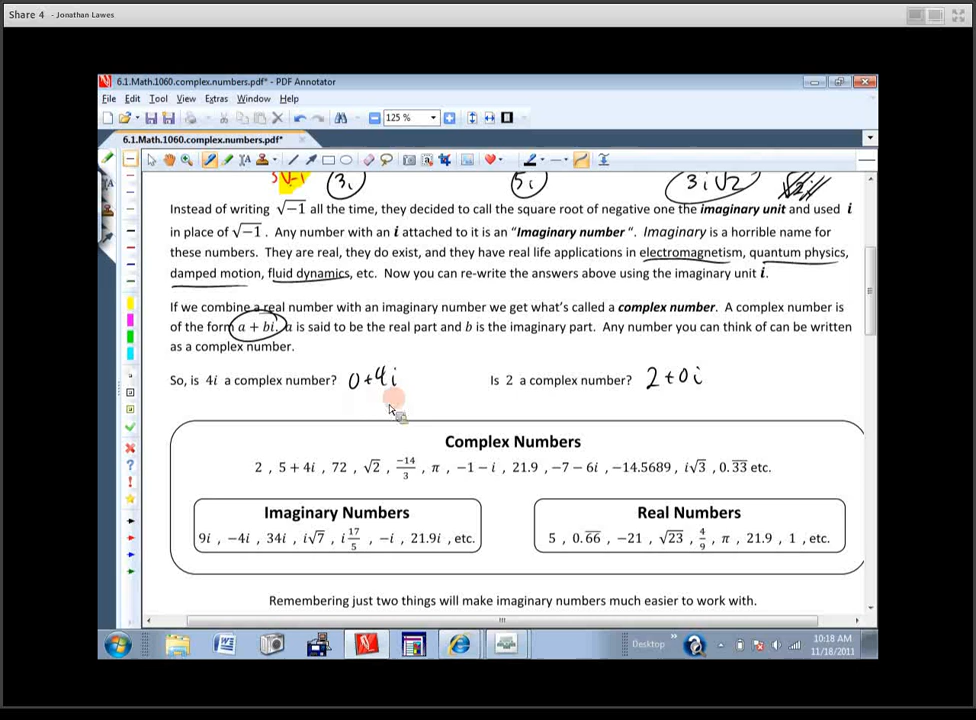 Share 4 - Jonathan Lawes
6.1.Math.1060.complex.numbers.pdf* - PDF Annotator
File Edit Tool View Extras Window Help
125 %
6.1.Math.1060.complex.numbers.pdf*
3√-1 3i 5i 3i√2
Instead of writing √−1 all the time, they decided to call the square root of negative one the imaginary unit and used i
in place of √−1 . Any number with an i attached to it is an “Imaginary number “. Imaginary is a horrible name for
these numbers. They are real, they do exist, and they have real life applications in electromagnetism, quantum physics,
damped motion, fluid dynamics, etc. Now you can re-write the answers above using the imaginary unit i.
If we combine a real number with an imaginary number we get what’s called a complex number. A complex number is
of the form a + bi, a is said to be the real part and b is the imaginary part. Any number you can think of can be written
as a complex number.
So, is 4i a complex number? 0+4i Is 2 a complex number? 2+0i
Complex Numbers
2 , 5 + 4i , 72 , √2 , −14/3 , π , −1 − i , 21.9 , −7 − 6i , −14.5689 , i√3 , 0.3̅3̅ etc.
Imaginary Numbers Real Numbers
9i , −4i , 34i , i√7 , i 17/5 , −i , 21.9i , etc. 5 , 0.6̅6̅ , −21 , √23 , 4/9 , π , 21.9 , 1 , etc.
Remembering just two things will make imaginary numbers much easier to work with.
Desktop
10:18 AM
11/18/2011